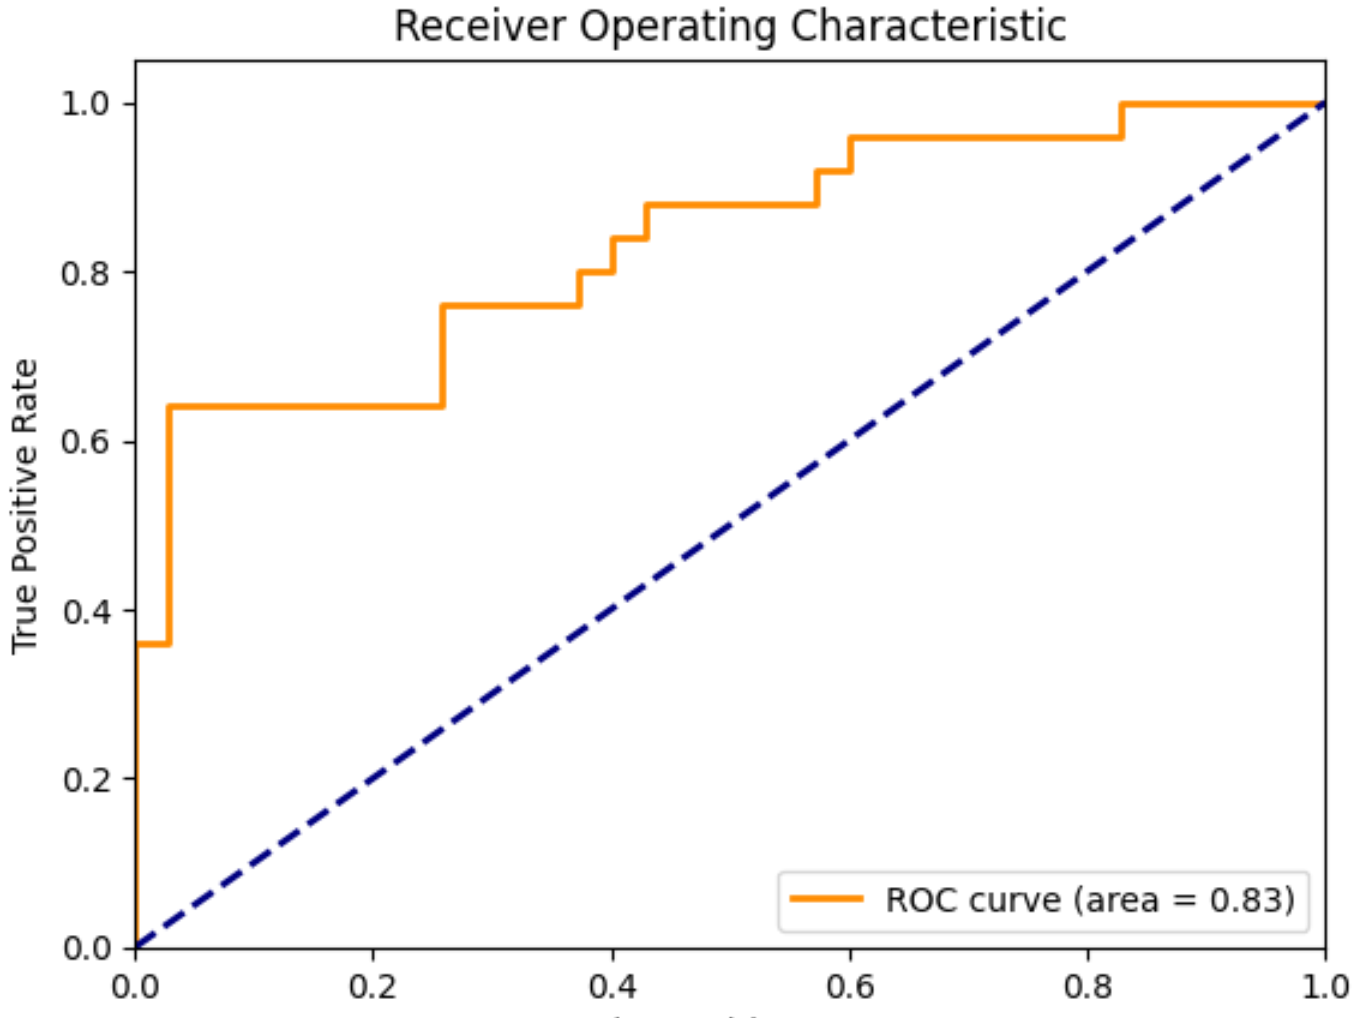 Receiver Operating Characteristic
1.0
0.8
0.6
0.4
0.2
0.0
True Positive Rate
ROC curve (area = 0.83)
0.0 0.2 0.4 0.6 0.8 1.0